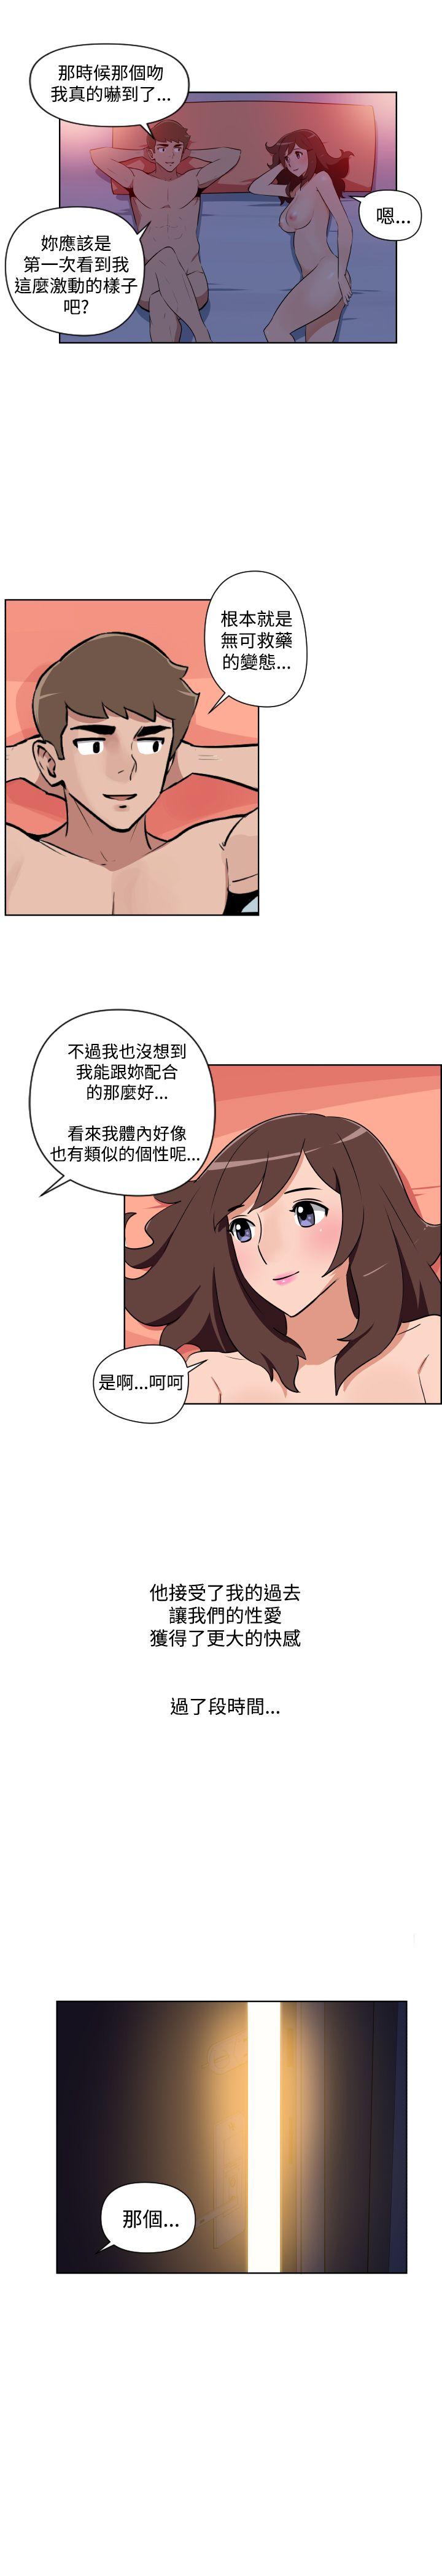 那時候那個吻
我真的嚇到了...
嗯...
妳應該是
第一次看到我
這麼激動的樣子
吧?
根本就是
無可救藥
的變態...
不過我也沒想到
我能跟妳配合
的那麼好...
看來我體內好像
也有類似的個性呢...
是啊...呵呵
他接受了我的過去
讓我們的性愛
獲得了更大的快感
過了段時間...
那個...